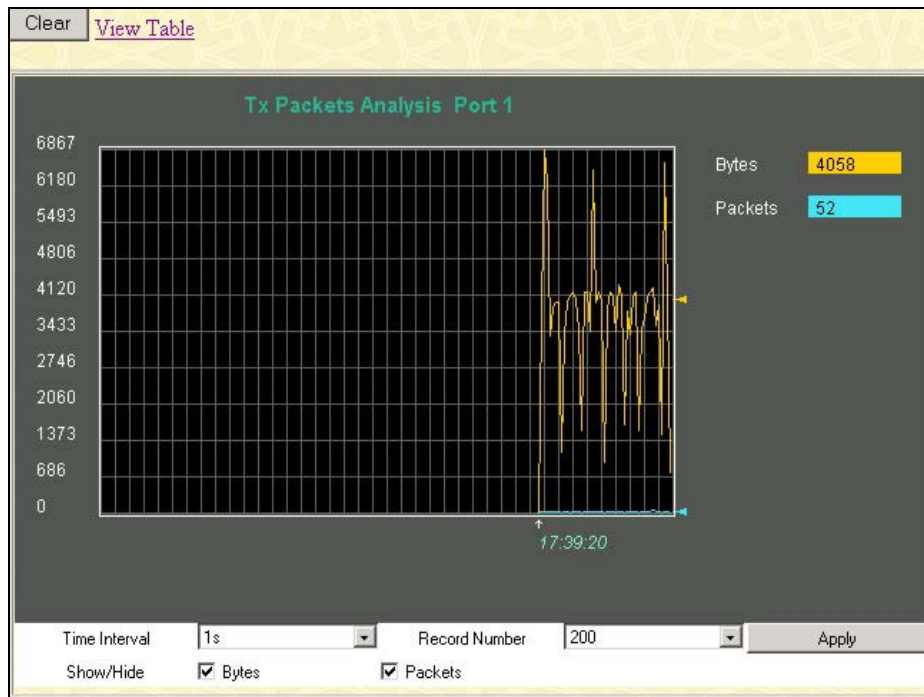 Clear View Table
Tx Packets Analysis Port 1
6867
6180
5493
4806
4120
3433
2746
2060
1373
686
0
Bytes 4058
Packets 52
17:39:20
Time Interval 1s Record Number 200 Apply
Show/Hide Bytes Packets